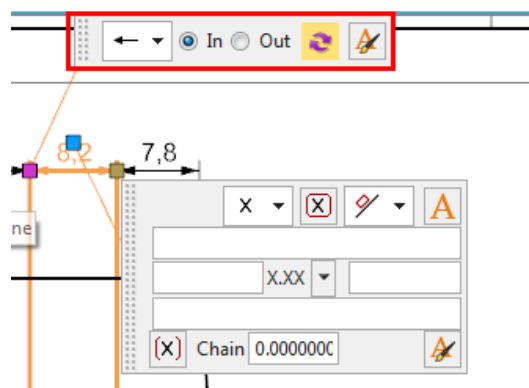 In Out
8,2 7,8
ne
x (x)
A
X.XX
(x) Chain 0.0000000